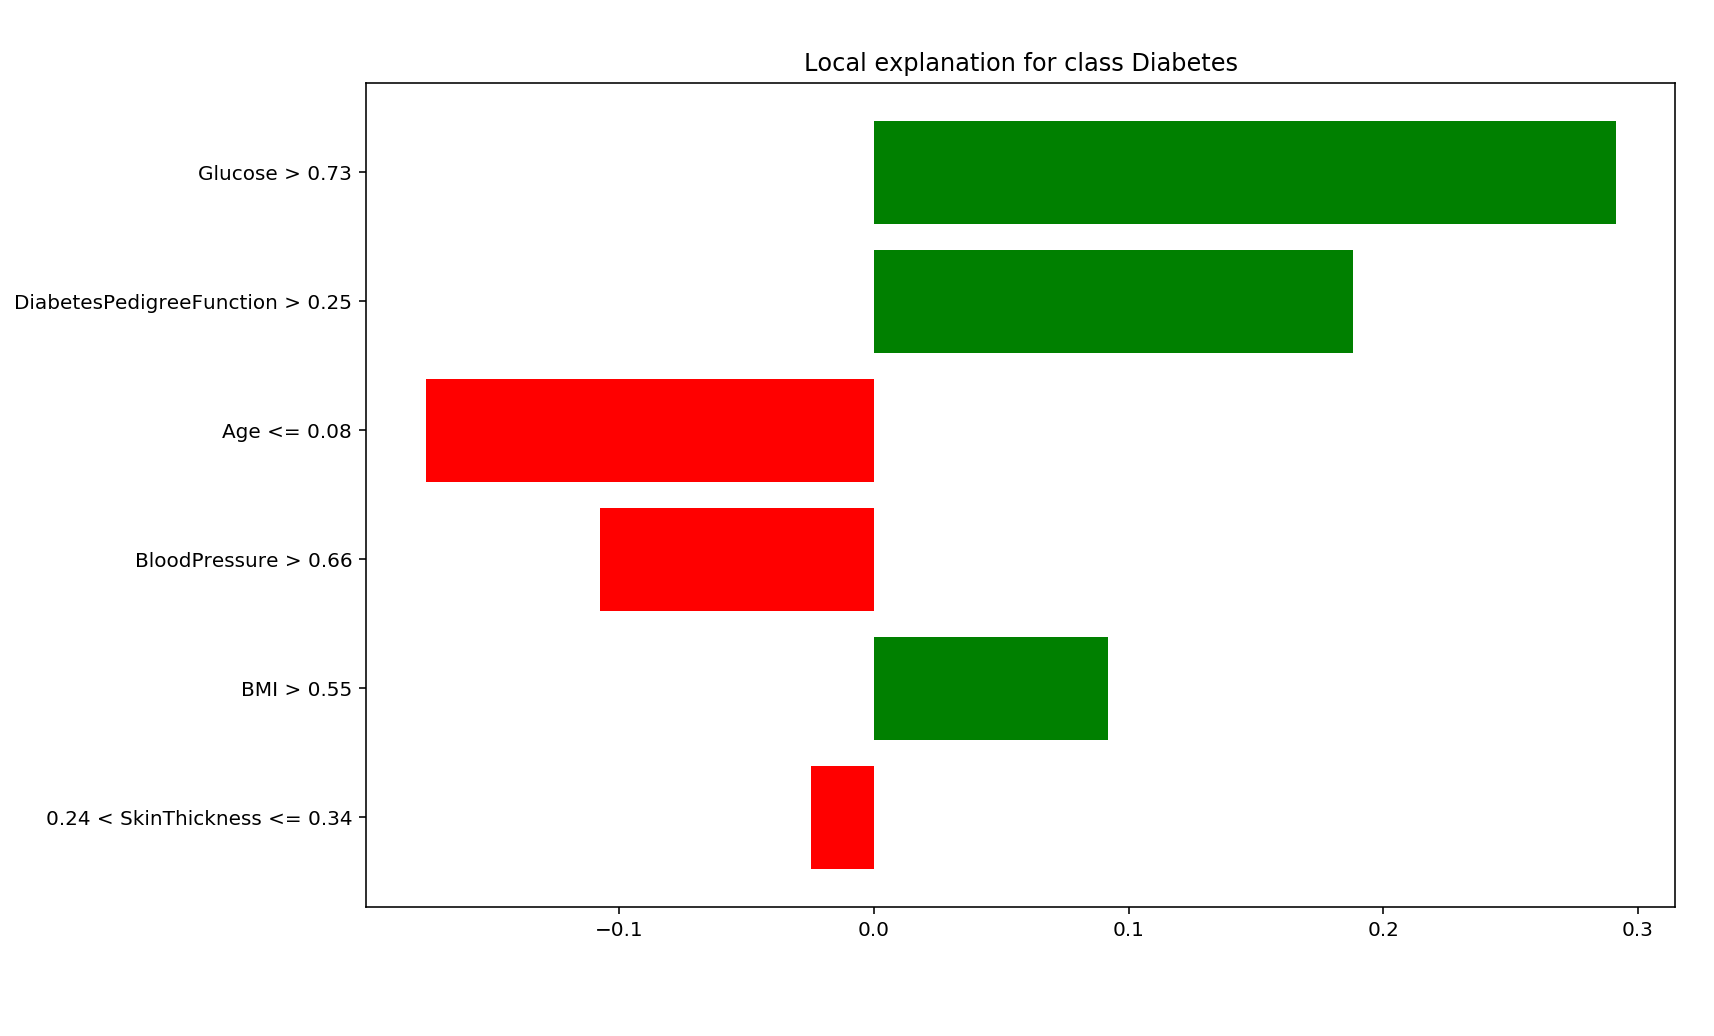 Local explanation for class Diabetes
Glucose > 0.73
DiabetesPedigreeFunction > 0.25
Age <= 0.08
BloodPressure > 0.66
BMI > 0.55
0.24 < SkinThickness <= 0.34
−0.1 0.0 0.1 0.2 0.3